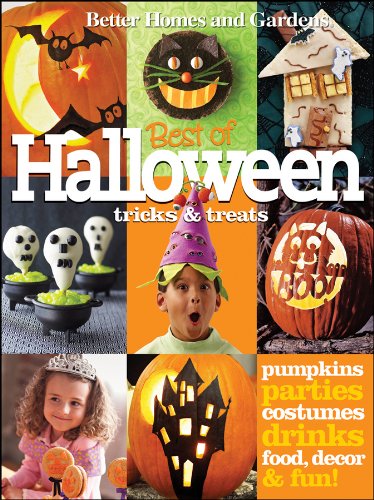 Better Homes and Gardens
Best of
Halloween
tricks & treats
Boo!
pumpkins
parties
costumes
drinks
food, decor
& fun!